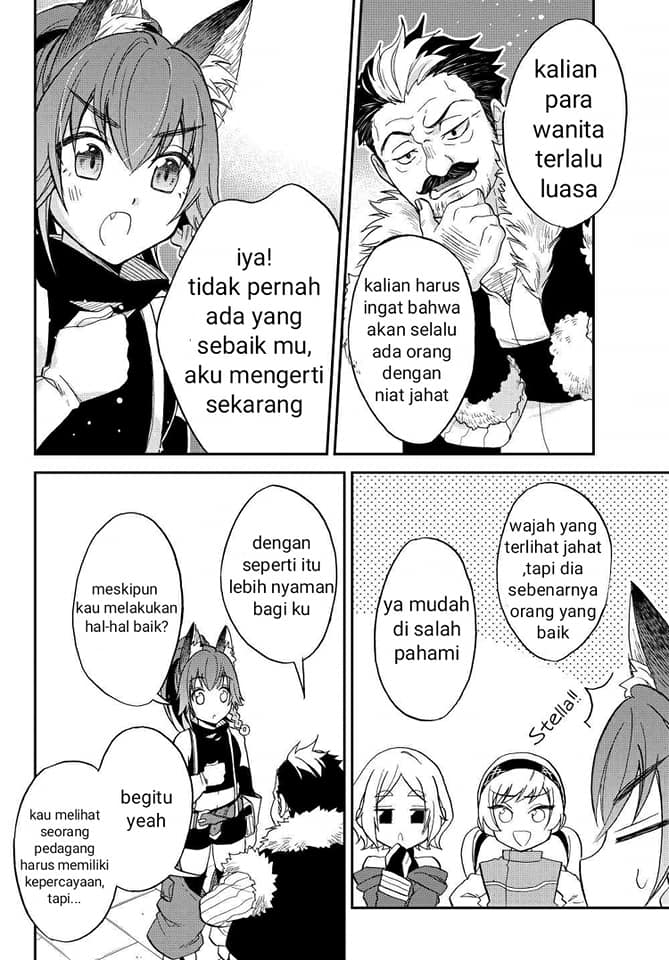 kalian
para
wanita
terlalu
luasa
kalian harus
ingat bahwa
akan selalu
ada orang
dengan
niat jahat
iya!
tidak pernah
ada yang
sebaik mu,
aku mengerti
sekarang
wajah yang
terlihat jahat
,tapi dia
sebenarnya
orang yang
baik
Stella!!
ya mudah
di salah
pahami
dengan
seperti itu
lebih nyaman
bagi ku
meskipun
kau melakukan
hal-hal baik?
begitu
yeah
kau melihat
seorang
pedagang
harus memiliki
kepercayaan,
tapi...